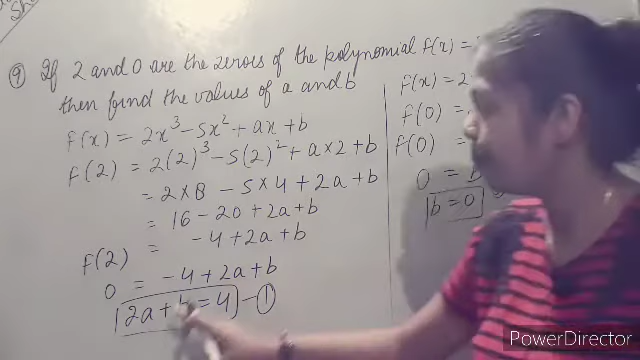 Sho
⑨ If 2 and 0 are the zeroes of the polynomial f(x) =
then find the values of a and b
f(x) = 2x³ - 5x² + ax + b
f(2) = 2(2)³ - 5(2)² + a × 2 + b
= 2 × 8 - 5 × 4 + 2a + b
= 16 - 20 + 2a + b
f(2) = -4 + 2a + b
0 = -4 + 2a + b
2a + b = 4 - ①
f(x) = 2
f(0) =
f(0) =
0 = b
b = 0
PowerDirector